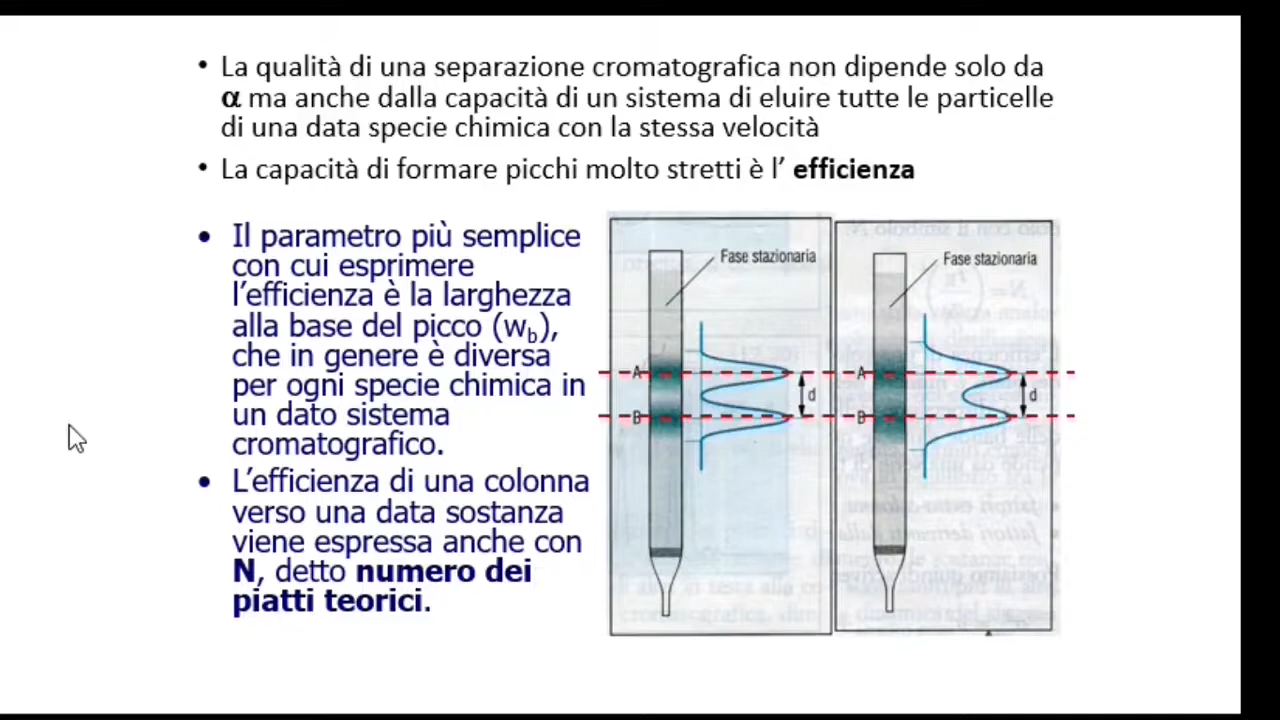 • La qualità di una separazione cromatografica non dipende solo da
α ma anche dalla capacità di un sistema di eluire tutte le particelle
di una data specie chimica con la stessa velocità
• La capacità di formare picchi molto stretti è l’ efficienza
• Il parametro più semplice
con cui esprimere
l’efficienza è la larghezza
alla base del picco (wb),
che in genere è diversa
per ogni specie chimica in
un dato sistema
cromatografico.
• L’efficienza di una colonna
verso una data sostanza
viene espressa anche con
N, detto numero dei
piatti teorici.
Fase stazionaria
A
B
d
Fase stazionaria
A
B
d